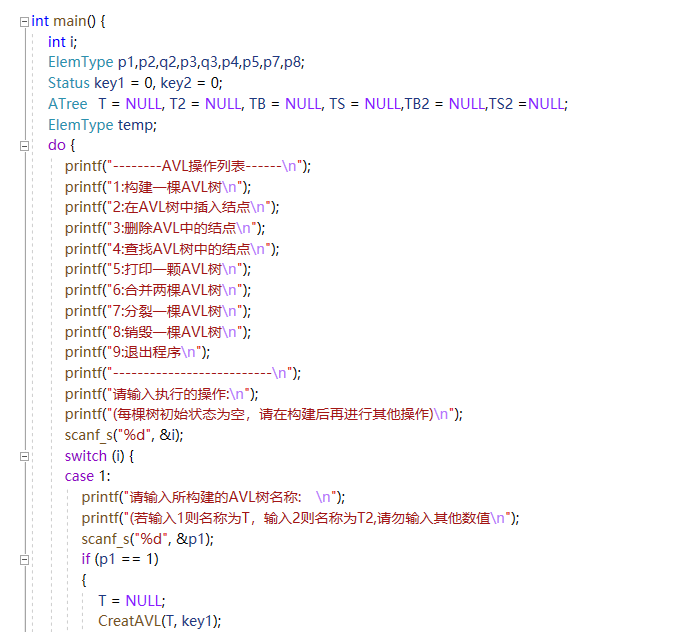 int main() {
int i;
ElemType p1,p2,q2,p3,q3,p4,p5,p7,p8;
Status key1 = 0, key2 = 0;
ATree T = NULL, T2 = NULL, TB = NULL, TS = NULL,TB2 = NULL,TS2 =NULL;
ElemType temp;
do {
printf("--------AVL操作列表------\n");
printf("1:构建一棵AVL树\n");
printf("2:在AVL树中插入结点\n");
printf("3:删除AVL中的结点\n");
printf("4:查找AVL树中的结点\n");
printf("5:打印一颗AVL树\n");
printf("6:合并两棵AVL树\n");
printf("7:分裂一棵AVL树\n");
printf("8:销毁一棵AVL树\n");
printf("9:退出程序\n");
printf("--------------------------\n");
printf("请输入执行的操作:\n");
printf("(每棵树初始状态为空，请在构建后再进行其他操作)\n");
scanf_s("%d", &i);
switch (i) {
case 1:
printf("请输入所构建的AVL树名称:   \n");
printf("(若输入1则名称为T，输入2则名称为T2,请勿输入其他数值\n");
scanf_s("%d", &p1);
if (p1 == 1)
{
T = NULL;
CreatAVL(T, key1);